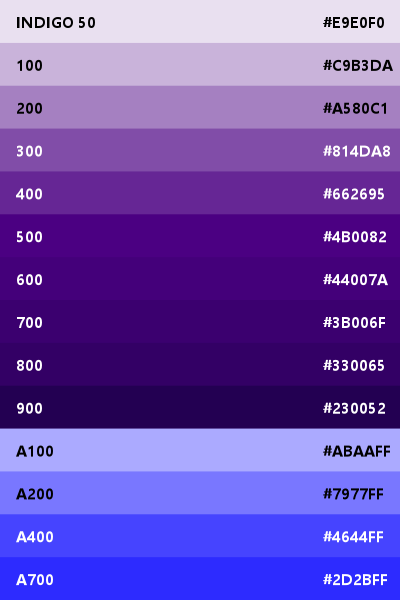 INDIGO 50 #E9E0F0
100 #C9B3DA
200 #A580C1
300 #814DA8
400 #662695
500 #4B0082
600 #44007A
700 #3B006F
800 #330065
900 #230052
A100 #ABAAFF
A200 #7977FF
A400 #4644FF
A700 #2D2BFF